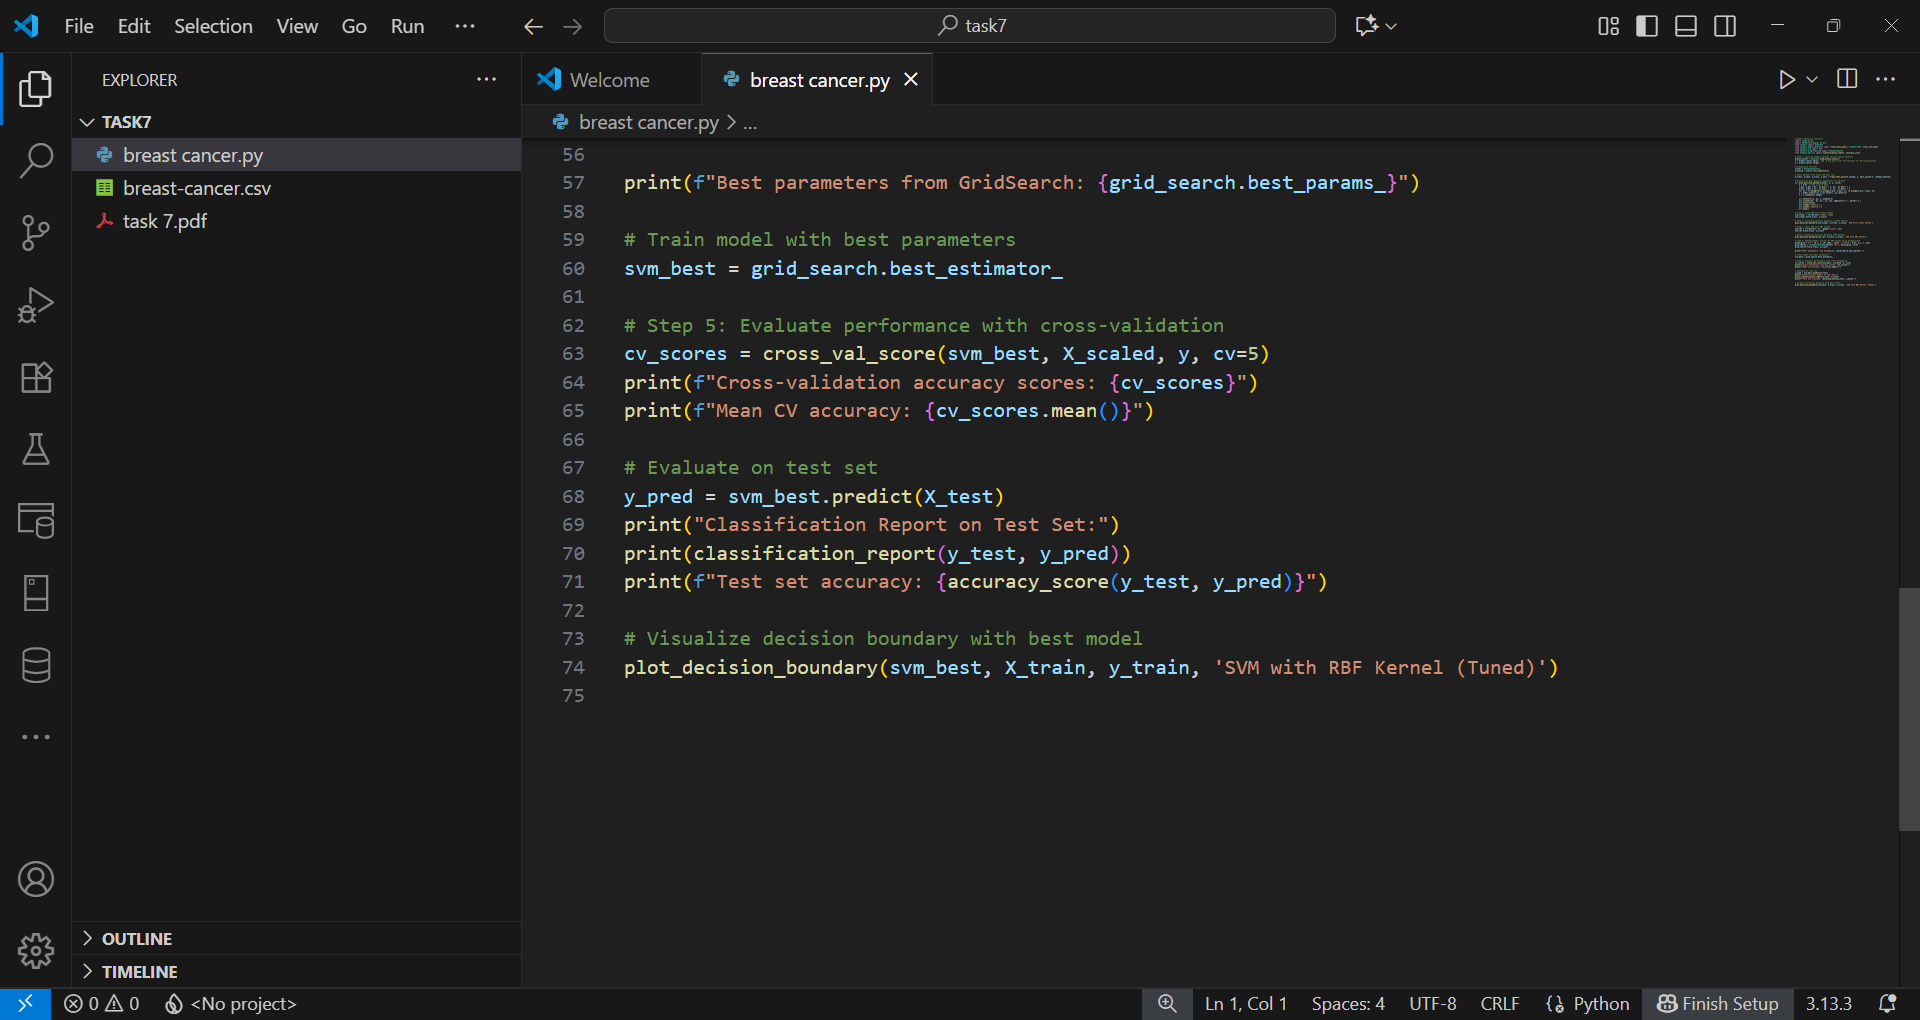 File Edit Selection View Go Run ...
task7
EXPLORER ...
Welcome
breast cancer.py
TASK7
breast cancer.py > ...
breast cancer.py
breast-cancer.csv
task 7.pdf
56
57 print(f"Best parameters from GridSearch: {grid_search.best_params_}")
58
59 # Train model with best parameters
60 svm_best = grid_search.best_estimator_
61
62 # Step 5: Evaluate performance with cross-validation
63 cv_scores = cross_val_score(svm_best, X_scaled, y, cv=5)
64 print(f"Cross-validation accuracy scores: {cv_scores}")
65 print(f"Mean CV accuracy: {cv_scores.mean()}")
66
67 # Evaluate on test set
68 y_pred = svm_best.predict(X_test)
69 print("Classification Report on Test Set:")
70 print(classification_report(y_test, y_pred))
71 print(f"Test set accuracy: {accuracy_score(y_test, y_pred)}")
72
73 # Visualize decision boundary with best model
74 plot_decision_boundary(svm_best, X_train, y_train, 'SVM with RBF Kernel (Tuned)')
75
OUTLINE
TIMELINE
0 0 <No project> Ln 1, Col 1 Spaces: 4 UTF-8 CRLF Python Finish Setup 3.13.3